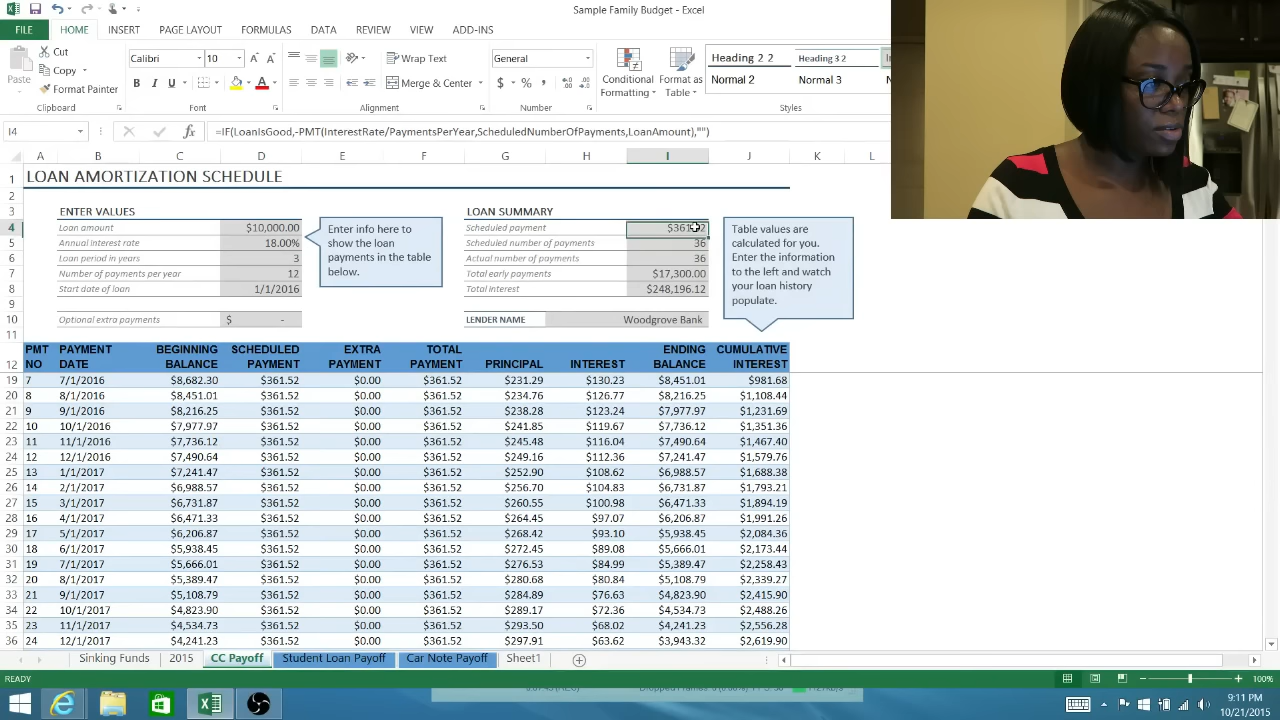 Sample Family Budget - Excel
FILE HOME INSERT PAGE LAYOUT FORMULAS DATA REVIEW VIEW ADD-INS
Cut
Copy
Format Painter
Paste
Clipboard
Calibri 10
B I U
Font
Wrap Text
Merge & Center
Alignment
General
$ % ,
Number
Conditional Formatting
Format as Table
Heading 2 2 Heading 3 2
Normal 2 Normal 3
Styles
I4 fx =IF(LoanIsGood,-PMT(InterestRate/PaymentsPerYear,ScheduledNumberOfPayments,LoanAmount),"")
A B C D E F G H I J K L
1 LOAN AMORTIZATION SCHEDULE
2
3 ENTER VALUES LOAN SUMMARY
4 Loan amount $10,000.00 Scheduled payment
5 Annual interest rate 18.00% Scheduled number of payments 36
6 Loan period in years 3 Actual number of payments 36
7 Number of payments per year 12 Total early payments $17,300.00
8 Start date of loan 1/1/2016 Total interest $248,196.12
9
10 Optional extra payments $ - LENDER NAME Woodgrove Bank
11
Enter info here to
show the loan
payments in the table
below.
Table values are
calculated for you.
Enter the information
to the left and watch
your loan history
populate.
PMT PAYMENT BEGINNING SCHEDULED EXTRA TOTAL ENDING CUMULATIVE
12 NO DATE BALANCE PAYMENT PAYMENT PAYMENT PRINCIPAL INTEREST BALANCE INTEREST
19 7 7/1/2016 $8,682.30 $361.52 $0.00 $361.52 $231.29 $130.23 $8,451.01 $981.68
20 8 8/1/2016 $8,451.01 $361.52 $0.00 $361.52 $234.76 $126.77 $8,216.25 $1,108.44
21 9 9/1/2016 $8,216.25 $361.52 $0.00 $361.52 $238.28 $123.24 $7,977.97 $1,231.69
22 10 10/1/2016 $7,977.97 $361.52 $0.00 $361.52 $241.85 $119.67 $7,736.12 $1,351.36
23 11 11/1/2016 $7,736.12 $361.52 $0.00 $361.52 $245.48 $116.04 $7,490.64 $1,467.40
24 12 12/1/2016 $7,490.64 $361.52 $0.00 $361.52 $249.16 $112.36 $7,241.47 $1,579.76
25 13 1/1/2017 $7,241.47 $361.52 $0.00 $361.52 $252.90 $108.62 $6,988.57 $1,688.38
26 14 2/1/2017 $6,988.57 $361.52 $0.00 $361.52 $256.70 $104.83 $6,731.87 $1,793.21
27 15 3/1/2017 $6,731.87 $361.52 $0.00 $361.52 $260.55 $100.98 $6,471.33 $1,894.19
28 16 4/1/2017 $6,471.33 $361.52 $0.00 $361.52 $264.45 $97.07 $6,206.87 $1,991.26
29 17 5/1/2017 $6,206.87 $361.52 $0.00 $361.52 $268.42 $93.10 $5,938.45 $2,084.36
30 18 6/1/2017 $5,938.45 $361.52 $0.00 $361.52 $272.45 $89.08 $5,666.01 $2,173.44
31 19 7/1/2017 $5,666.01 $361.52 $0.00 $361.52 $276.53 $84.99 $5,389.47 $2,258.43
32 20 8/1/2017 $5,389.47 $361.52 $0.00 $361.52 $280.68 $80.84 $5,108.79 $2,339.27
33 21 9/1/2017 $5,108.79 $361.52 $0.00 $361.52 $284.89 $76.63 $4,823.90 $2,415.90
34 22 10/1/2017 $4,823.90 $361.52 $0.00 $361.52 $289.17 $72.36 $4,534.73 $2,488.26
35 23 11/1/2017 $4,534.73 $361.52 $0.00 $361.52 $293.50 $68.02 $4,241.23 $2,556.28
36 24 12/1/2017 $4,241.23 $361.52 $0.00 $361.52 $297.91 $63.62 $3,943.32 $2,619.90
Sinking Funds 2015 CC Payoff Student Loan Payoff Car Note Payoff Sheet1
READY 100%
9:11 PM
10/21/2015